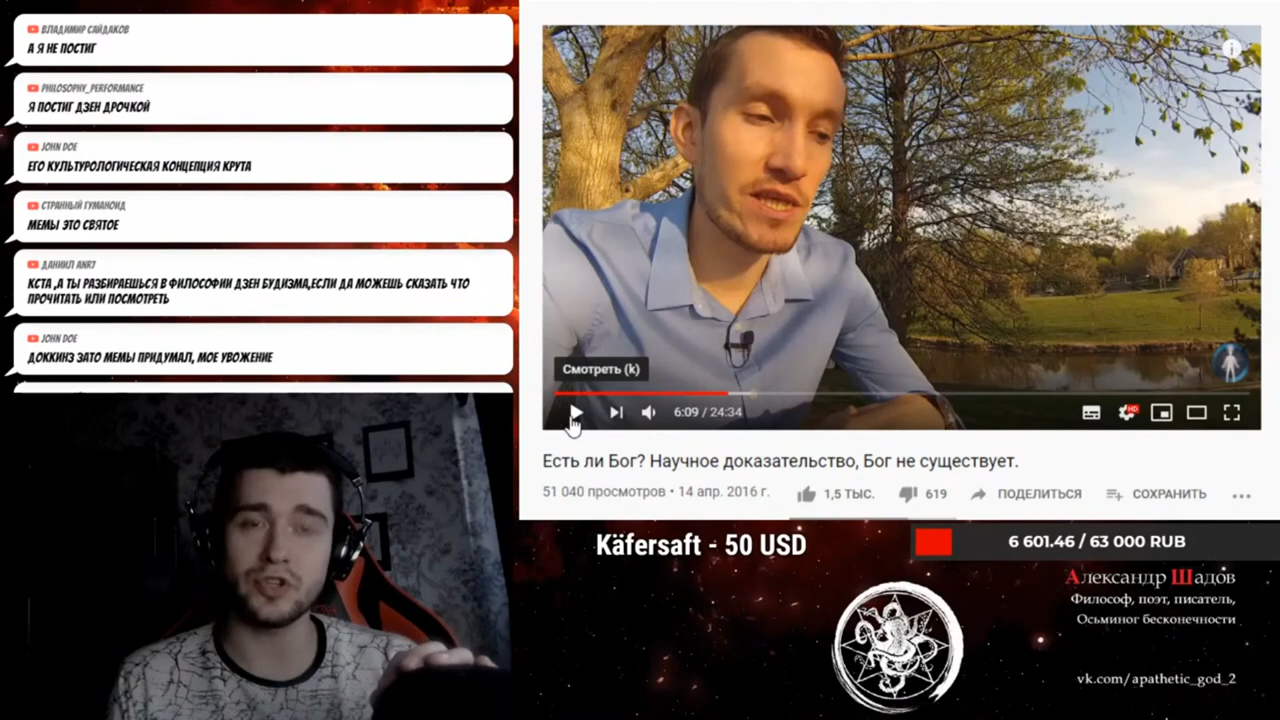 ВЛАДИМИР САЙДАКОВ
А Я НЕ ПОСТИГ
PHILOSOPHY_PERFORMANCE
Я ПОСТИГ ДЗЕН ДРОЧКОЙ
JOHN DOE
ЕГО КУЛЬТУРОЛОГИЧЕСКАЯ КОНЦЕПЦИЯ КРУТА
СТРАННЫЙ ГУМАНОИД
МЕМЫ ЭТО СВЯТОЕ
ДАНИИЛ ANR7
КСТА ,А ТЫ РАЗБИРАЕШЬСЯ В ФИЛОСОФИИ ДЗЕН БУДИЗМА,ЕСЛИ ДА МОЖЕШЬ СКАЗАТЬ ЧТО
ПРОЧИТАТЬ ИЛИ ПОСМОТРЕТЬ
JOHN DOE
ДОККИНЗ ЗАТО МЕМЫ ПРИДУМАЛ, МОЕ УВОЖЕНИЕ
Смотреть (k)
6:09 / 24:34
HD
Есть ли Бог? Научное доказательство, Бог не существует.
51 040 просмотров • 14 апр. 2016 г.
1,5 ТЫС.
619
ПОДЕЛИТЬСЯ
СОХРАНИТЬ
Käfersaft - 50 USD
6 601.46 / 63 000 RUB
Александр Шадов
Философ, поэт, писатель,
Осьминог бесконечности
vk.com/apathetic_god_2